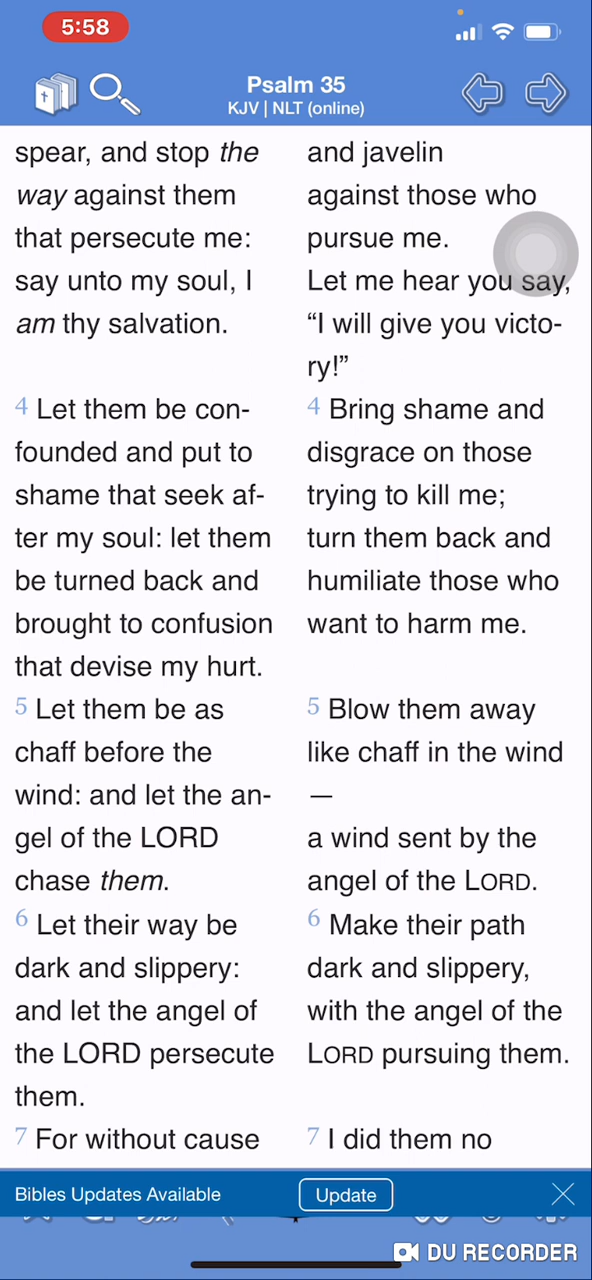 5:58
Psalm 35
KJV | NLT (online)
spear, and stop the
way against them
that persecute me:
say unto my soul, I
am thy salvation.
4 Let them be con-
founded and put to
shame that seek af-
ter my soul: let them
be turned back and
brought to confusion
that devise my hurt.
5 Let them be as
chaff before the
wind: and let the an-
gel of the LORD
chase them.
6 Let their way be
dark and slippery:
and let the angel of
the LORD persecute
them.
7 For without cause
and javelin
against those who
pursue me.
Let me hear you say,
“I will give you victo-
ry!”
4 Bring shame and
disgrace on those
trying to kill me;
turn them back and
humiliate those who
want to harm me.
5 Blow them away
like chaff in the wind
—
a wind sent by the
angel of the LORD.
6 Make their path
dark and slippery,
with the angel of the
LORD pursuing them.
7 I did them no
Bibles Updates Available
Update
DU RECORDER